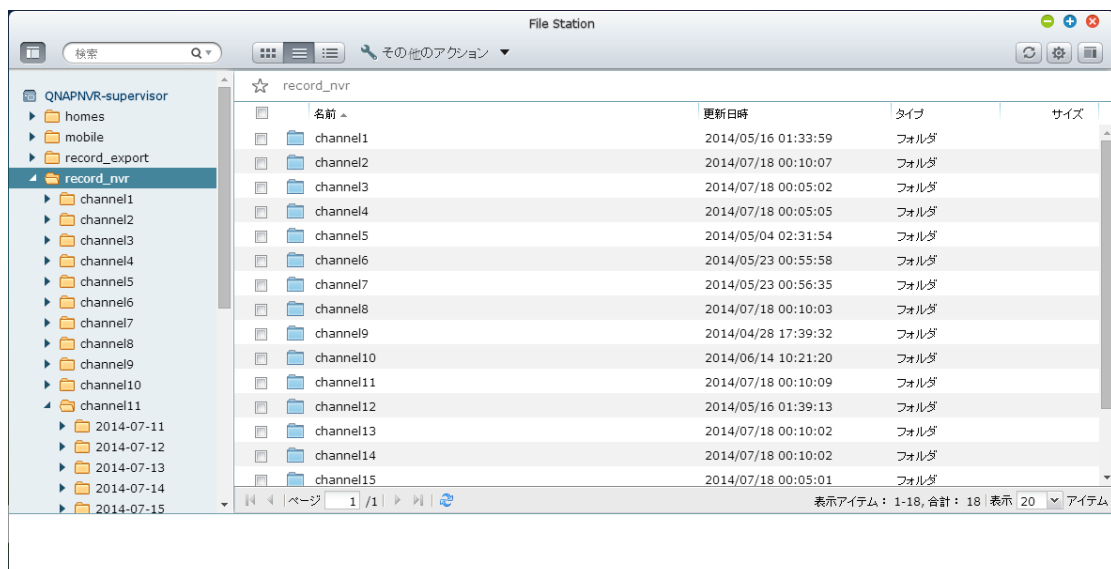 File Station
検索
その他のアクション
QNAPNVR-supervisor
homes
mobile
record_export
record_nvr
channel1
channel2
channel3
channel4
channel5
channel6
channel7
channel8
channel9
channel10
channel11
2014-07-11
2014-07-12
2014-07-13
2014-07-14
2014-07-15
record_nvr
名前 更新日時 タイプ サイズ
channel1 2014/05/16 01:33:59 フォルダ
channel2 2014/07/18 00:10:07 フォルダ
channel3 2014/07/18 00:05:02 フォルダ
channel4 2014/07/18 00:05:05 フォルダ
channel5 2014/05/04 02:31:54 フォルダ
channel6 2014/05/23 00:55:58 フォルダ
channel7 2014/05/23 00:56:35 フォルダ
channel8 2014/07/18 00:10:03 フォルダ
channel9 2014/04/28 17:39:32 フォルダ
channel10 2014/06/14 10:21:20 フォルダ
channel11 2014/07/18 00:10:09 フォルダ
channel12 2014/05/16 01:39:13 フォルダ
channel13 2014/07/18 00:10:02 フォルダ
channel14 2014/07/18 00:10:02 フォルダ
channel15 2014/07/18 00:05:01 フォルダ
ページ 1 /1 表示アイテム： 1-18, 合計： 18 表示 20 アイテム